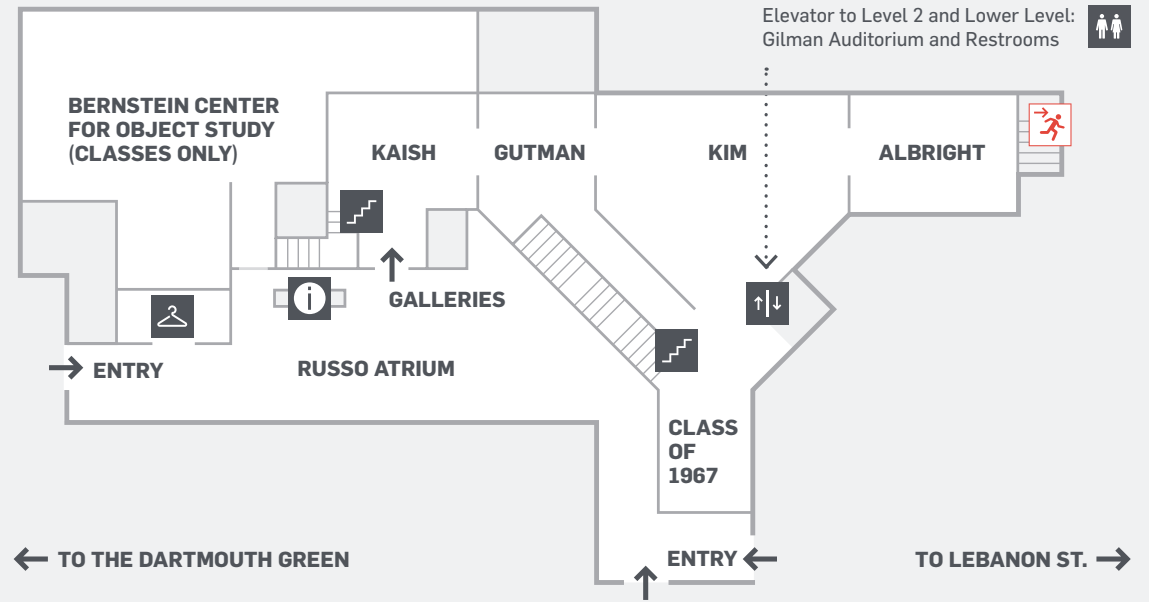 Elevator to Level 2 and Lower Level:
Gilman Auditorium and Restrooms
BERNSTEIN CENTER
FOR OBJECT STUDY
(CLASSES ONLY)
KAISH
GUTMAN
KIM
ALBRIGHT
GALLERIES
ENTRY
RUSSO ATRIUM
CLASS
OF
1967
TO THE DARTMOUTH GREEN
ENTRY
TO LEBANON ST.